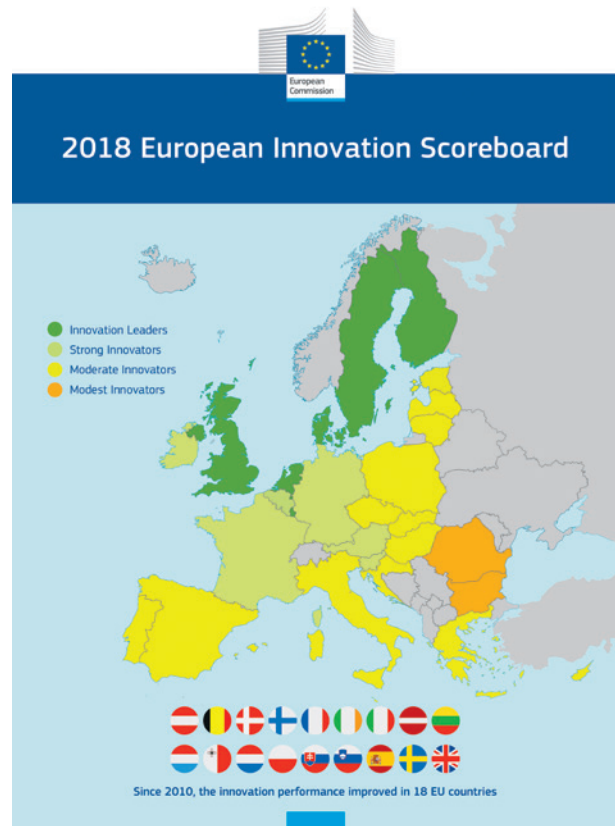 European
Commission
2018 European Innovation Scoreboard
Innovation Leaders
Strong Innovators
Moderate Innovators
Modest Innovators
Since 2010, the innovation performance improved in 18 EU countries